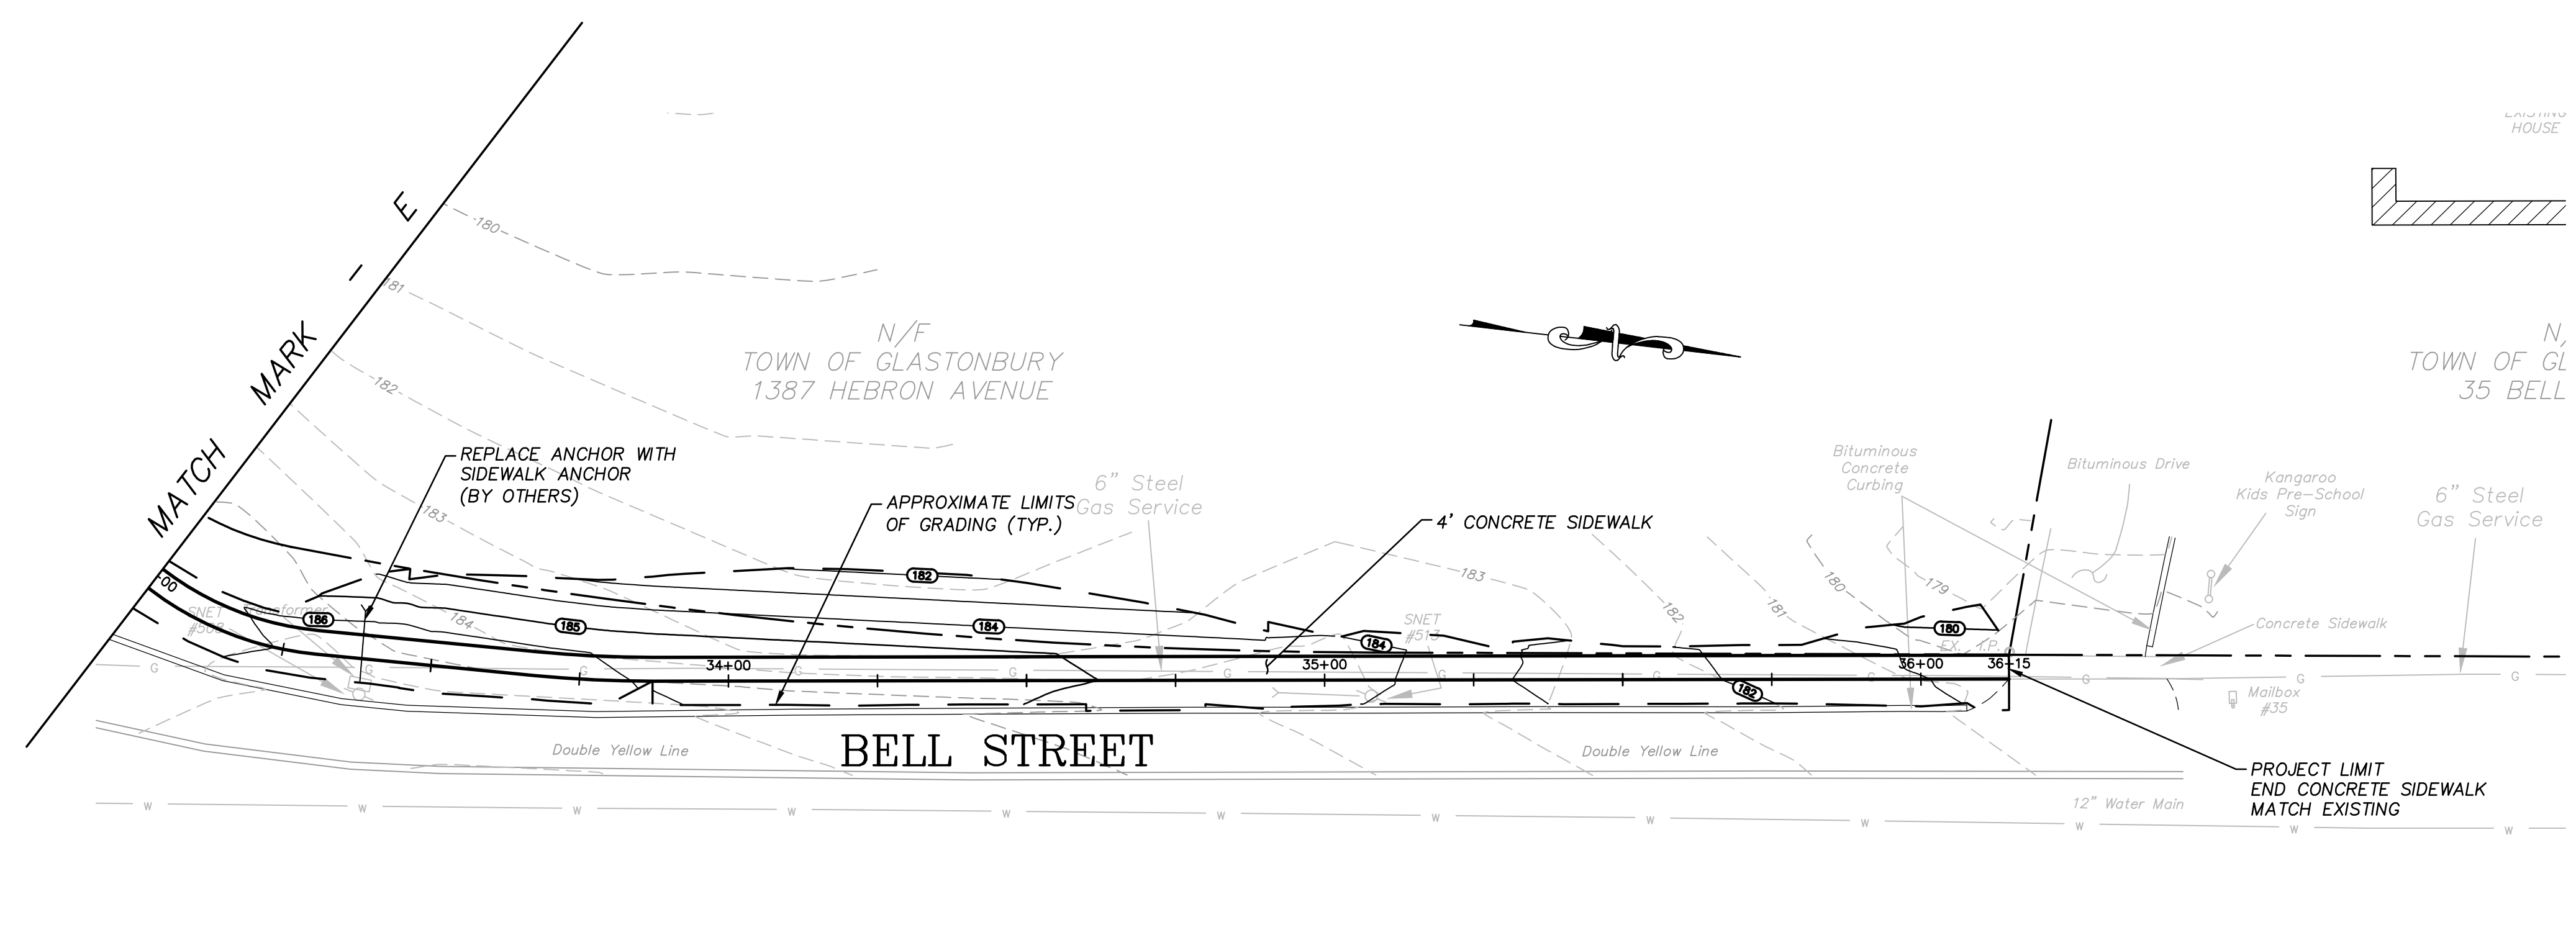 EXISTING
HOUSE
E
I
MARK
MATCH
180
181
182
183
184
N/F
TOWN OF GLASTONBURY
1387 HEBRON AVENUE
TOWN OF GL
35 BELL
REPLACE ANCHOR WITH
SIDEWALK ANCHOR
(BY OTHERS)
APPROXIMATE LIMITS
OF GRADING (TYP.)
6" Steel
Gas Service
4' CONCRETE SIDEWALK
Bituminous
Concrete
Curbing
Bituminous Drive
Kangaroo
Kids Pre-School
Sign
6" Steel
Gas Service
182
183
182
181
180
179
SNET
Transformer
186
185
184
SNET
#513
184
180
Concrete Sidewalk
-00
34+00
35+00
36+00
36+15
G G G G G G G G G G G G
182
Mailbox
#35
Double Yellow Line
BELL STREET
Double Yellow Line
PROJECT LIMIT
END CONCRETE SIDEWALK
MATCH EXISTING
12" Water Main
W W W W W W W W W W W W